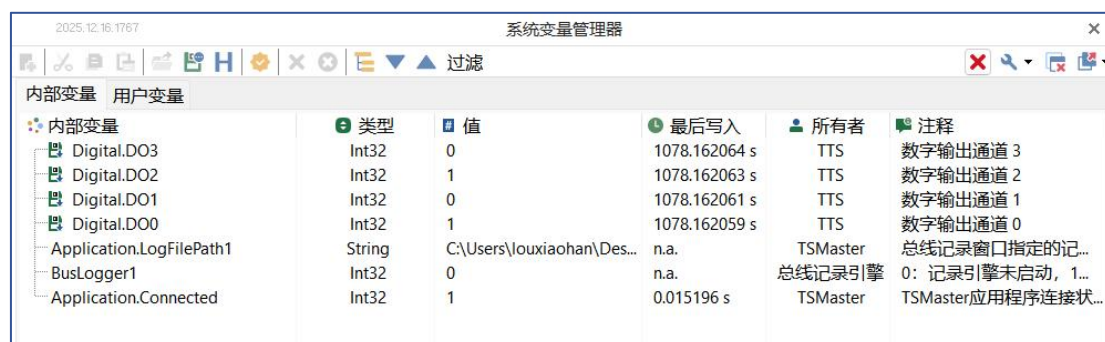 2025.12.16.1767 系统变量管理器
过滤
内部变量 用户变量
内部变量 类型 值 最后写入 所有者 注释
Digital.DO3 Int32 0 1078.162064 s TTS 数字输出通道 3
Digital.DO2 Int32 1 1078.162063 s TTS 数字输出通道 2
Digital.DO1 Int32 0 1078.162061 s TTS 数字输出通道 1
Digital.DO0 Int32 1 1078.162059 s TTS 数字输出通道 0
Application.LogFilePath1 String C:\Users\louxiaohan\Des... n.a. TSMaster 总线记录窗口指定的记...
BusLogger1 Int32 0 n.a. 总线记录引擎 0：记录引擎未启动，1...
Application.Connected Int32 1 0.015196 s TSMaster TSMaster应用程序连接状...